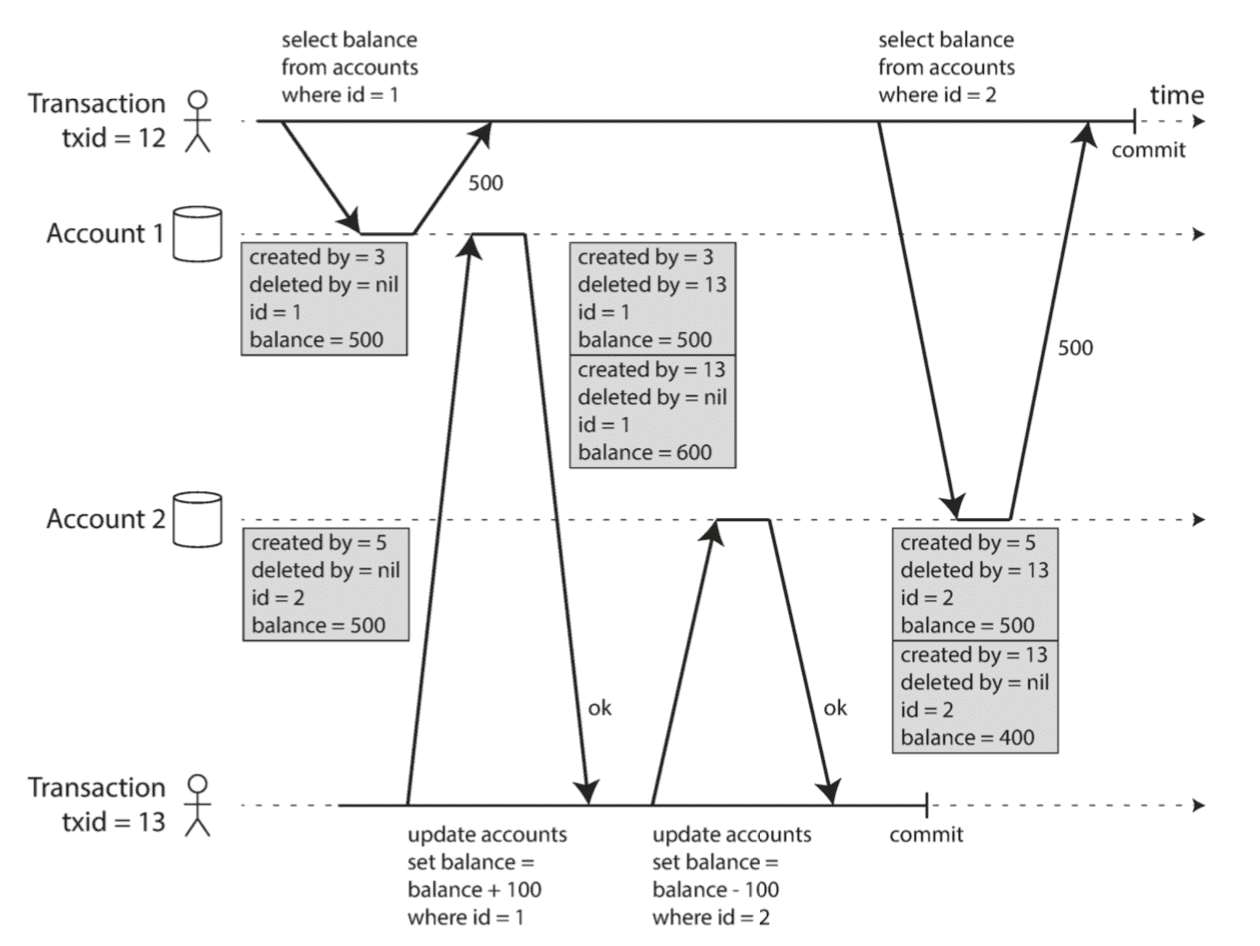 select balance
from accounts
where id = 1
select balance
from accounts
where id = 2
time
Transaction
txid = 12
commit
500
Account 1
created by = 3
deleted by = nil
id = 1
balance = 500
created by = 3
deleted by = 13
id = 1
balance = 500
created by = 13
deleted by = nil
id = 1
balance = 600
500
Account 2
created by = 5
deleted by = nil
id = 2
balance = 500
created by = 5
deleted by = 13
id = 2
balance = 500
created by = 13
deleted by = nil
id = 2
balance = 400
ok
ok
Transaction
txid = 13
commit
update accounts
set balance =
balance + 100
where id = 1
update accounts
set balance =
balance - 100
where id = 2